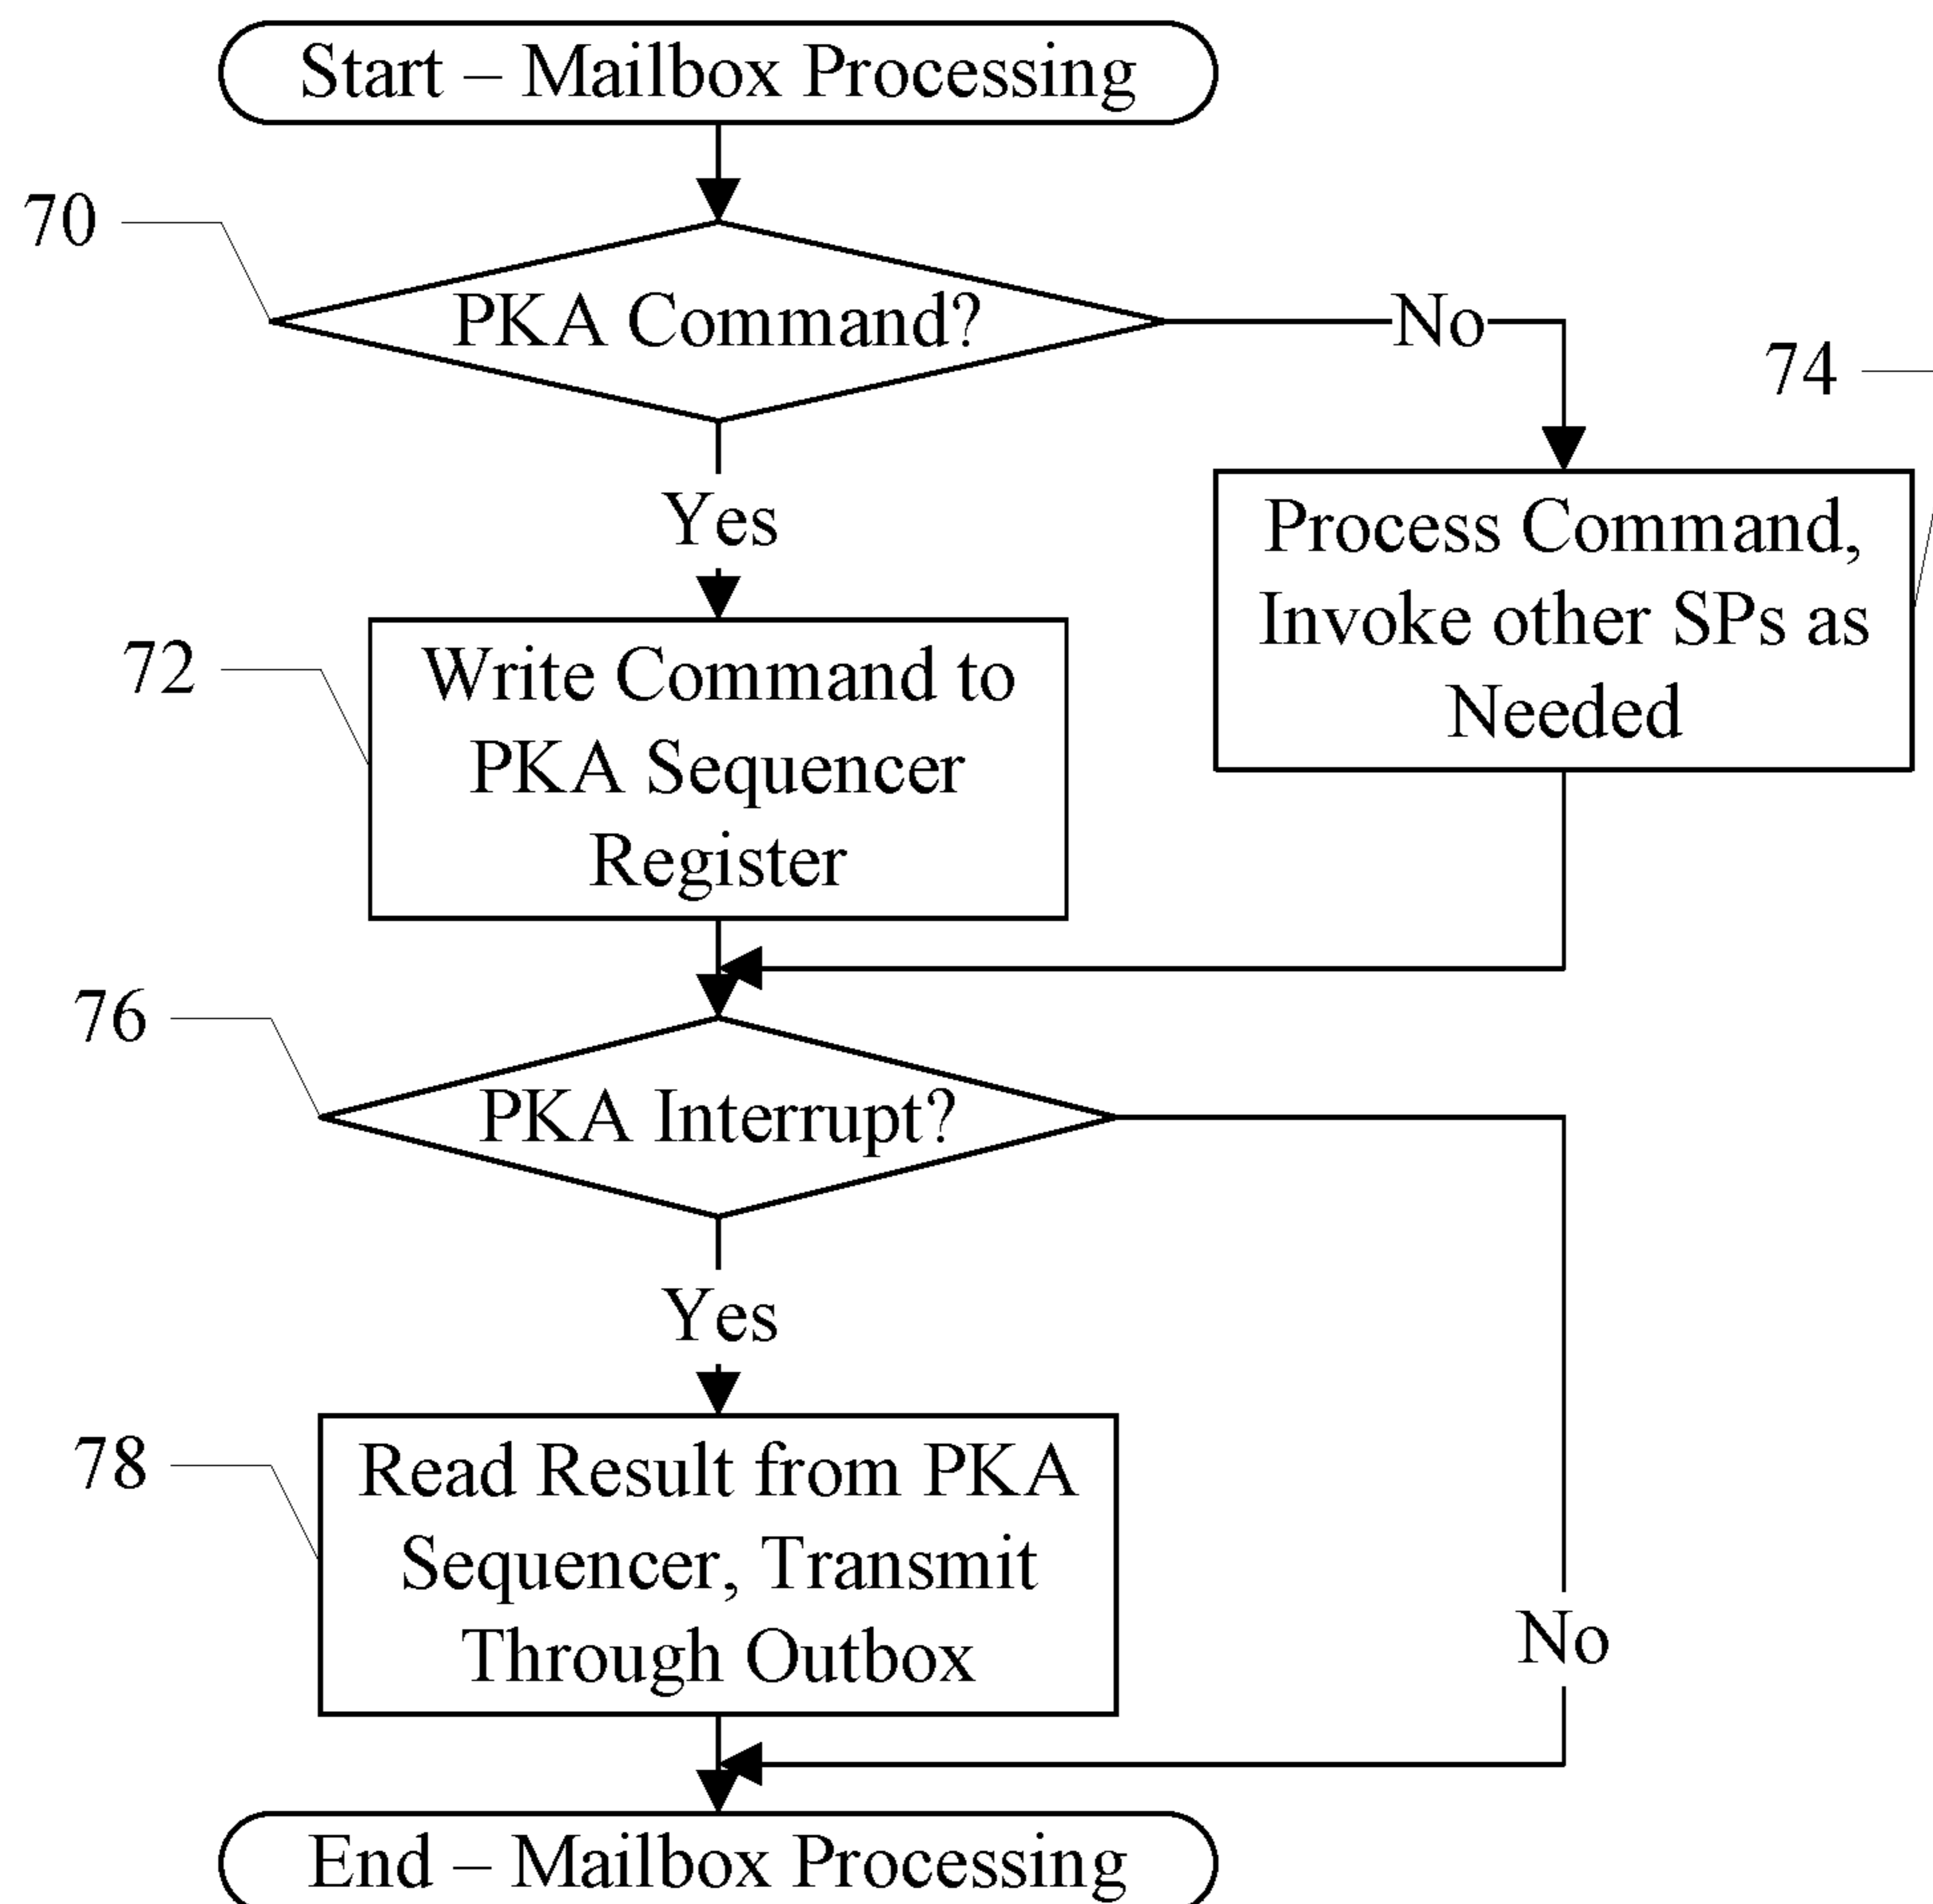 Start – Mailbox Processing
70
PKA Command?
No
74
Yes
Process Command,
Invoke other SPs as
Needed
72
Write Command to
PKA Sequencer
Register
76
PKA Interrupt?
Yes
78
Read Result from PKA
Sequencer, Transmit
Through Outbox
No
End – Mailbox Processing